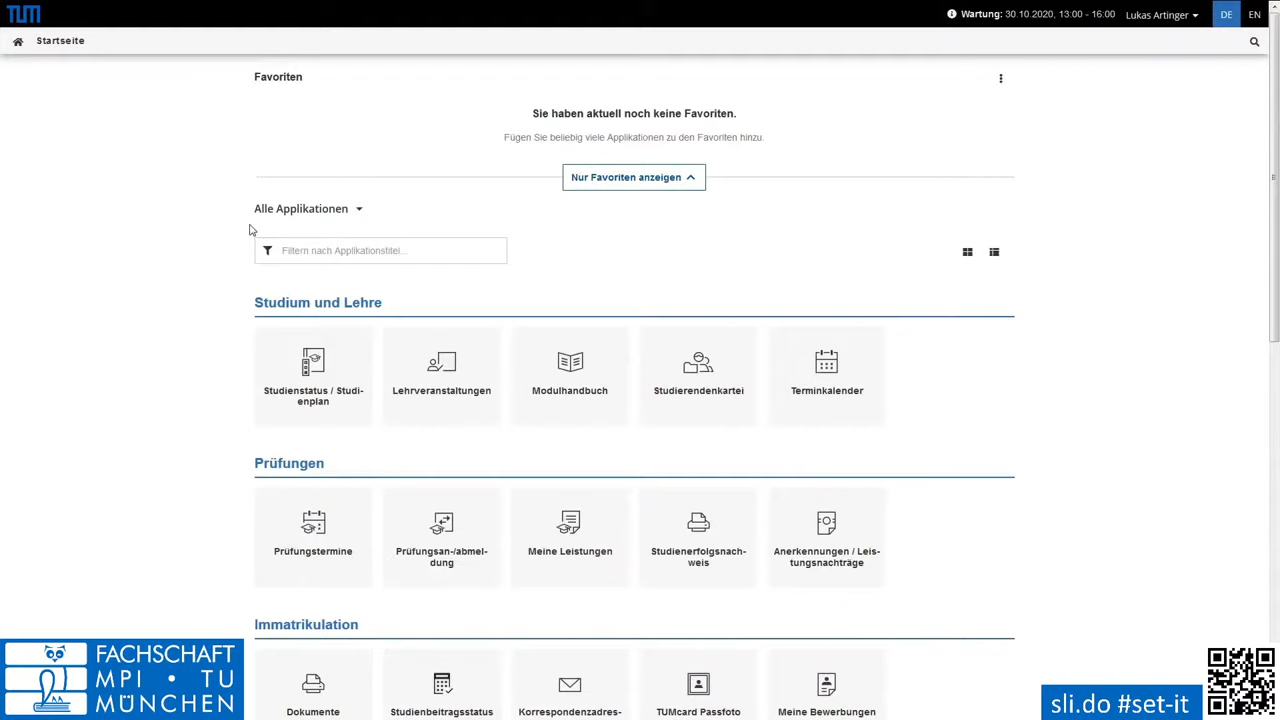 TUM
Wartung: 30.10.2020, 13:00 - 16:00
Lukas Artinger
DE
EN
Startseite
Favoriten
Sie haben aktuell noch keine Favoriten.
Fügen Sie beliebig viele Applikationen zu den Favoriten hinzu.
Nur Favoriten anzeigen
Alle Applikationen
Filtern nach Applikationstitel...
Studium und Lehre
Studienstatus / Studi-
enplan
Lehrveranstaltungen
Modulhandbuch
Studierendenkartei
Terminkalender
Prüfungen
Prüfungstermine
Prüfungsan-/abmel-
dung
Meine Leistungen
Studienerfolgsnach-
weis
Anerkennungen / Leis-
tungsnachträge
Immatrikulation
Dokumente
Studienbeitragsstatus
Korrespondenzadres-
TUMcard Passfoto
Meine Bewerbungen
FACHSCHAFT
MPI • TU
MÜNCHEN
sli.do #set-it